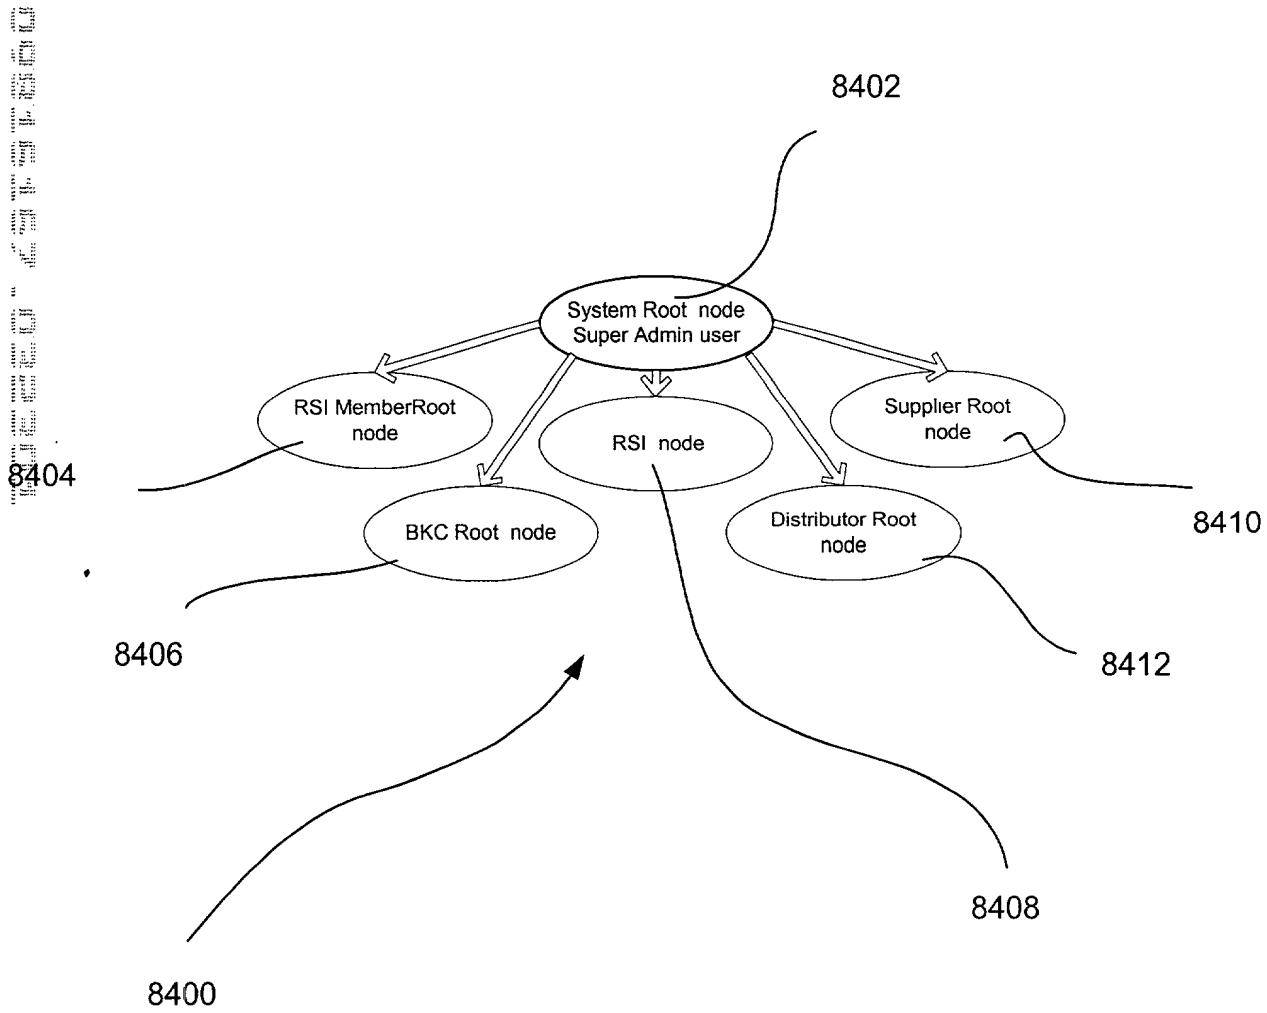 8402
System Root node
Super Admin user
RSI MemberRoot
node
Supplier Root
node
RSI node
8404
BKC Root node
Distributor Root
node
8410
8406
8412
8408
8400